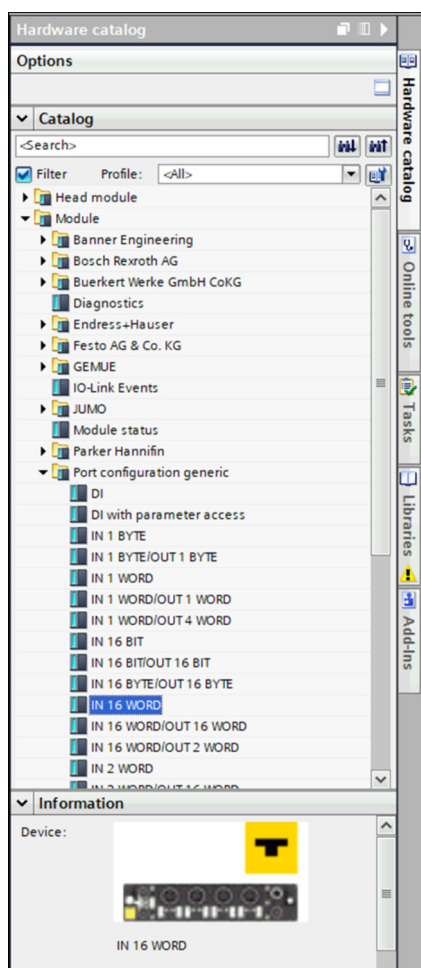 Hardware catalog
Options
Catalog
<Search>
Filter Profile: <All>
Head module
Module
Banner Engineering
Bosch Rexroth AG
Buerkert Werke GmbH CoKG
Diagnostics
Endress+Hauser
Festo AG & Co. KG
GEMUE
IO-Link Events
JUMO
Module status
Parker Hannifin
Port configuration generic
DI
DI with parameter access
IN 1 BYTE
IN 1 BYTE/OUT 1 BYTE
IN 1 WORD
IN 1 WORD/OUT 1 WORD
IN 1 WORD/OUT 4 WORD
IN 16 BIT
IN 16 BIT/OUT 16 BIT
IN 16 BYTE/OUT 16 BYTE
IN 16 WORD
IN 16 WORD/OUT 16 WORD
IN 16 WORD/OUT 2 WORD
IN 2 WORD
IN 2 WORD/OUT 16 WORD
Information
Device:
IN 16 WORD
Hardware catalog
Online tools
Tasks
Libraries
Add-Ins